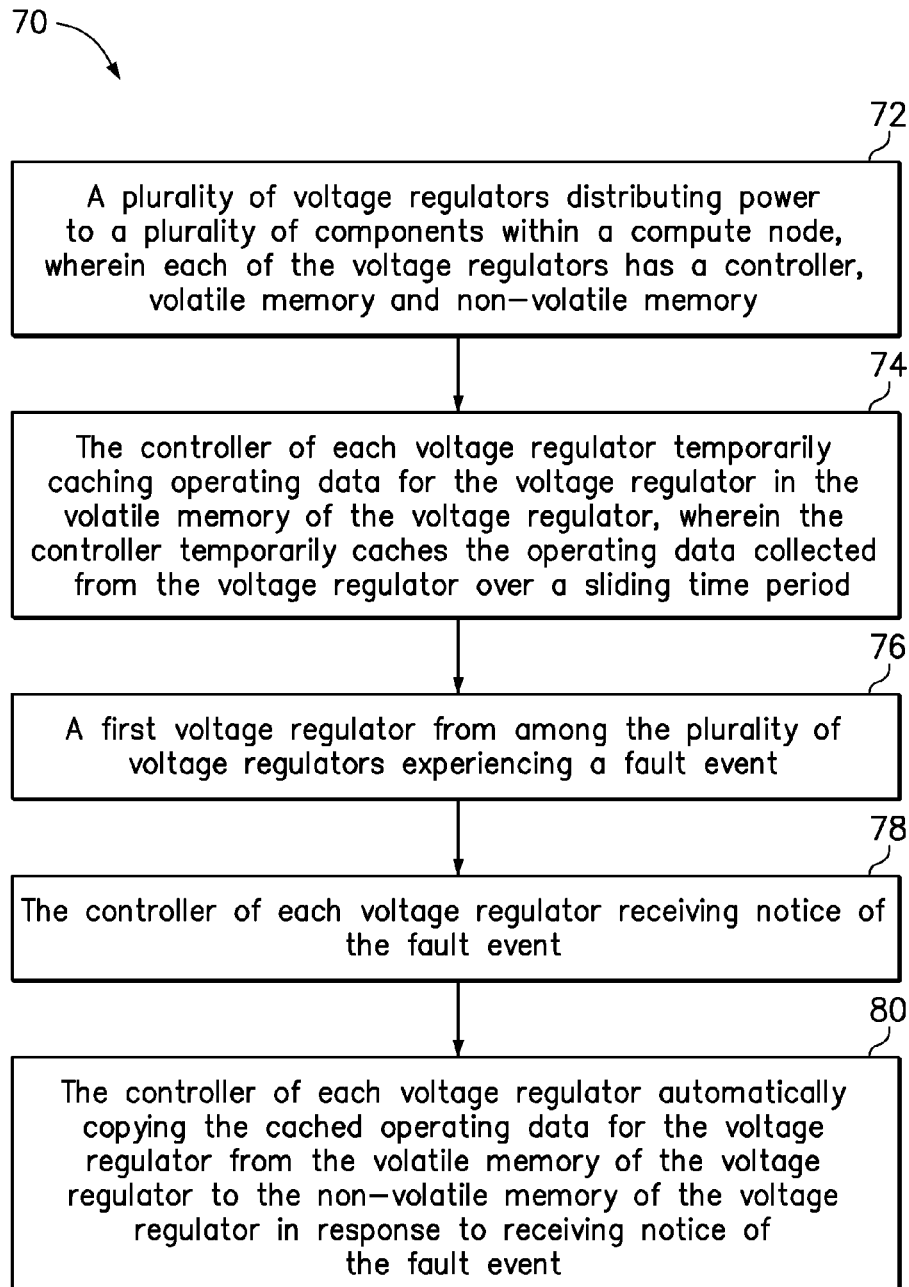 70
72
A plurality of voltage regulators distributing power
to a plurality of components within a compute node,
wherein each of the voltage regulators has a controller,
volatile memory and non-volatile memory
74
The controller of each voltage regulator temporarily
caching operating data for the voltage regulator in the
volatile memory of the voltage regulator, wherein the
controller temporarily caches the operating data collected
from the voltage regulator over a sliding time period
76
A first voltage regulator from among the plurality of
voltage regulators experiencing a fault event
78
The controller of each voltage regulator receiving notice of
the fault event
80
The controller of each voltage regulator automatically
copying the cached operating data for the voltage
regulator from the volatile memory of the voltage
regulator to the non-volatile memory of the voltage
regulator in response to receiving notice of
the fault event